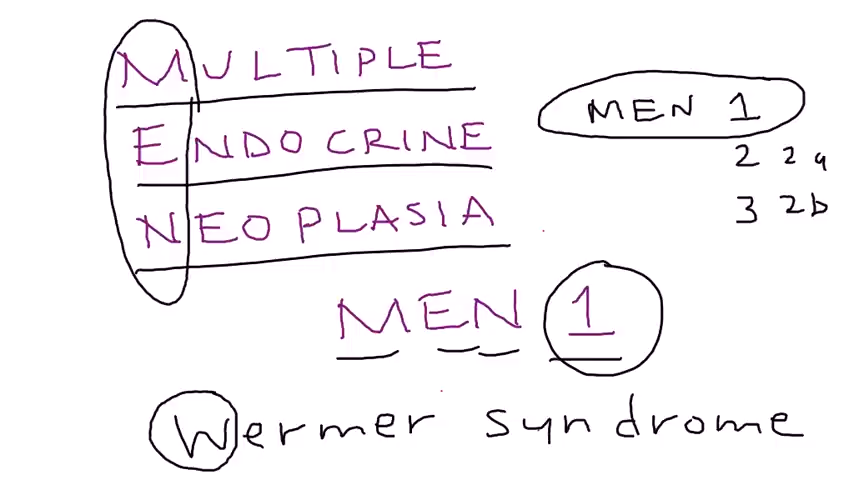 MULTIPLE
ENDOCRINE
NEOPLASIA
MEN 1
2 2a
3 2b
MEN 1
Wermer syndrome